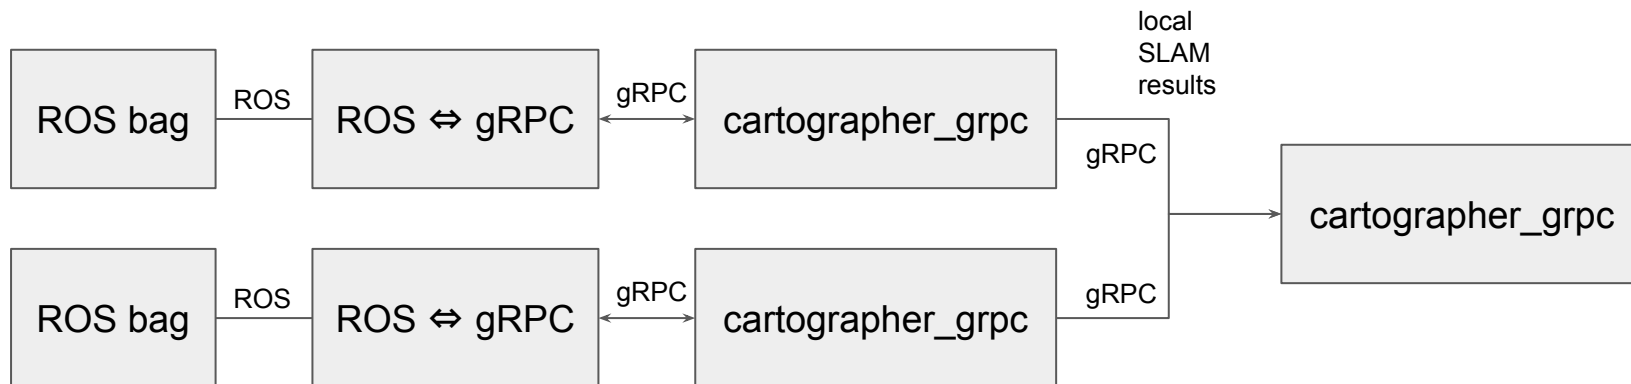 local
SLAM
results
ROS bag
ROS
ROS ⇔ gRPC
gRPC
cartographer_grpc
gRPC
cartographer_grpc
ROS bag
ROS
ROS ⇔ gRPC
gRPC
cartographer_grpc
gRPC